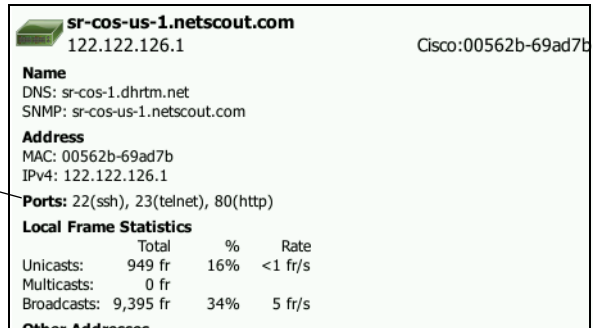 sr-cos-us-1.netscout.com
122.122.126.1 Cisco:00562b-69ad7b
Name
DNS: sr-cos-1.dhrtm.net
SNMP: sr-cos-us-1.netscout.com
Address
MAC: 00562b-69ad7b
IPv4: 122.122.126.1
Ports: 22(ssh), 23(telnet), 80(http)
Local Frame Statistics
Total % Rate
Unicasts: 949 fr 16% <1 fr/s
Multicasts: 0 fr
Broadcasts: 9,395 fr 34% 5 fr/s
Other Addresses